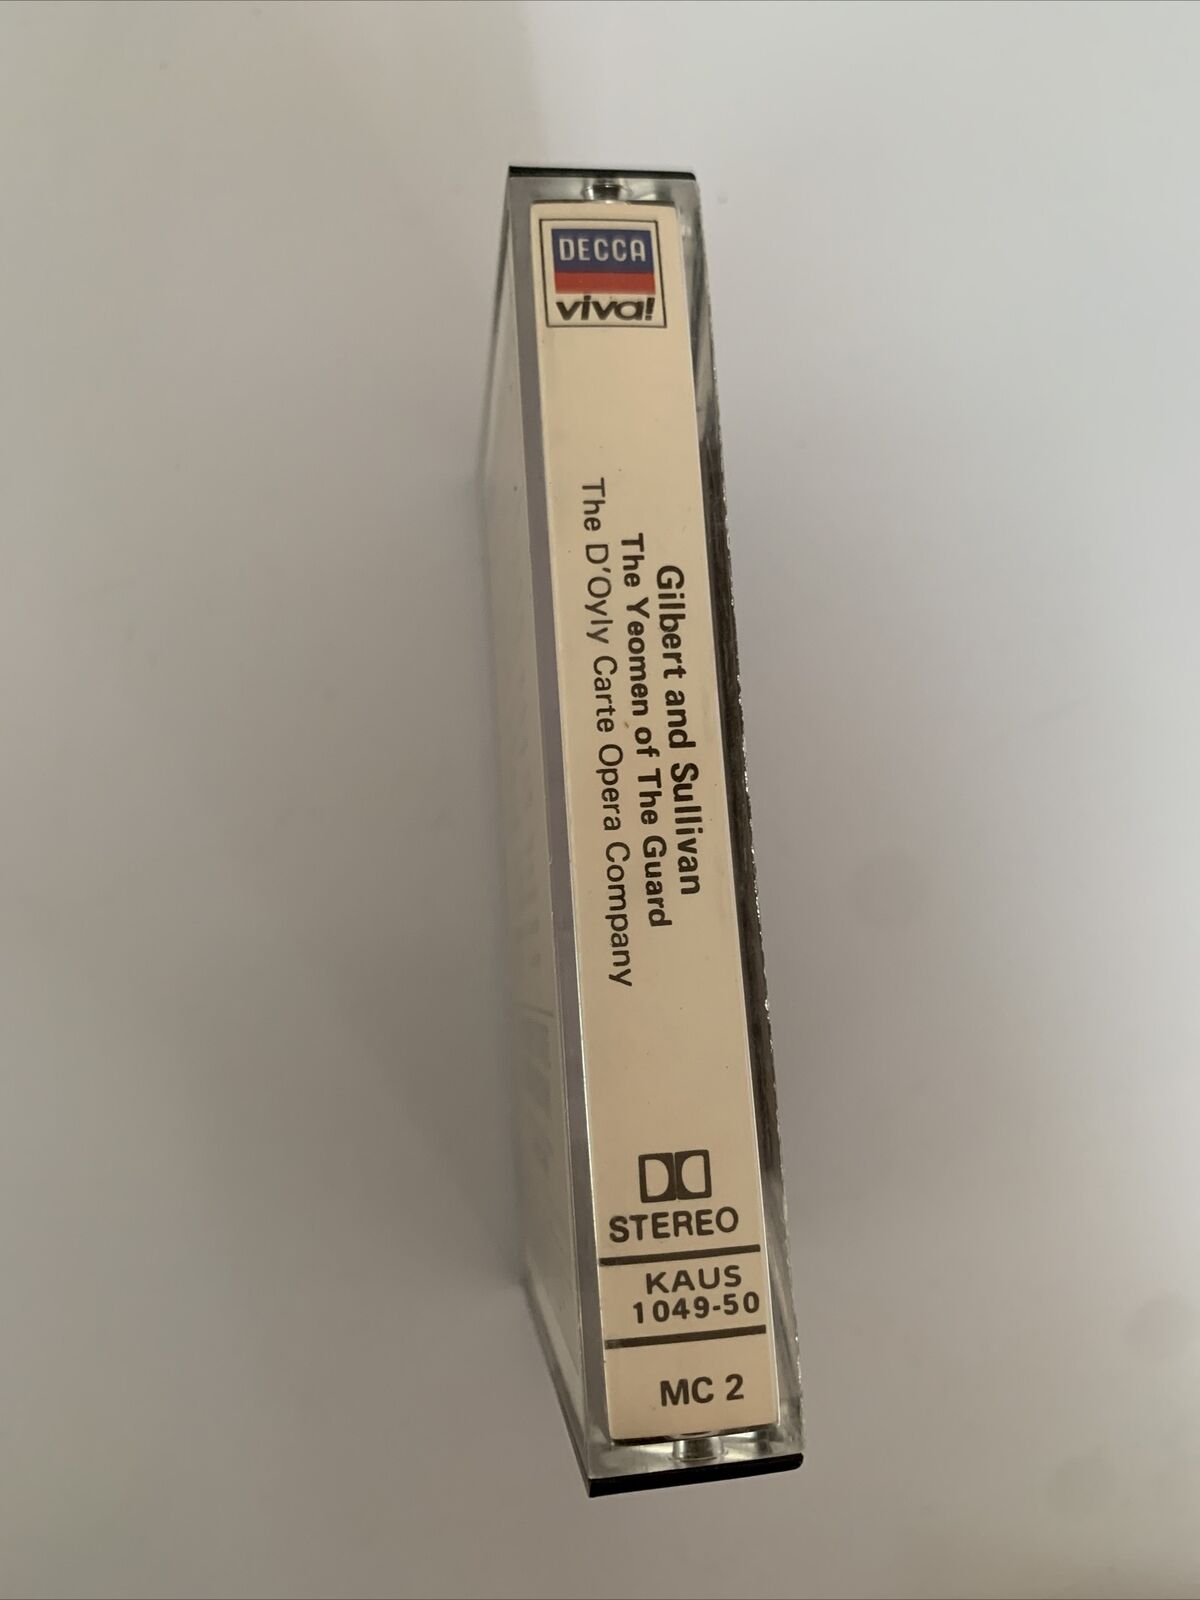 DECCA
viva!
Gilbert and Sullivan
The Yeomen of The Guard
The D'Oyly Carte Opera Company
STEREO
KAUS
1049-50
MC 2